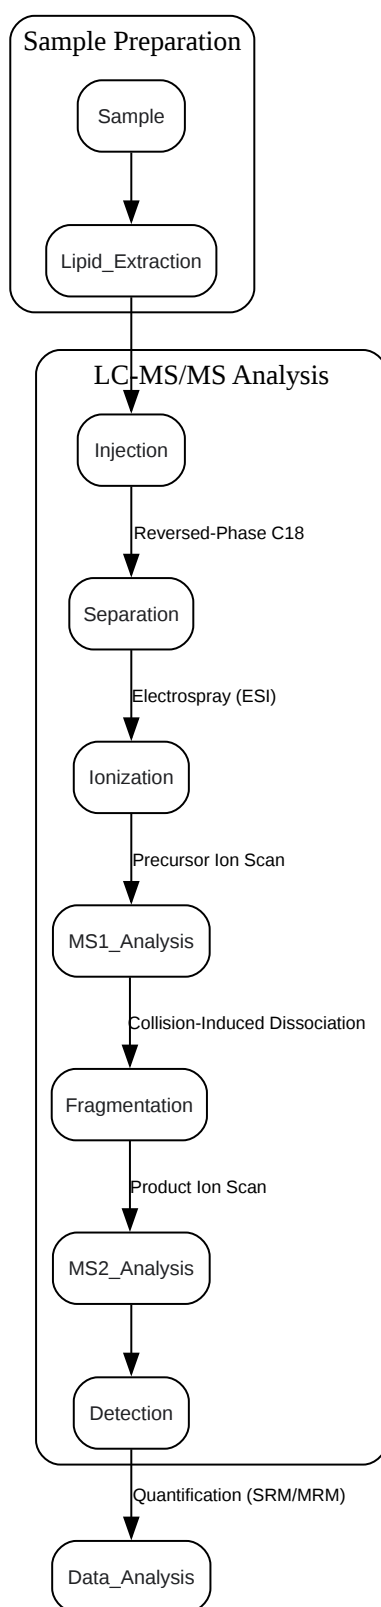 Sample Preparation
Sample
Lipid_Extraction
LC-MS/MS Analysis
Injection
Reversed-Phase C18
Separation
Electrospray (ESI)
Ionization
Precursor Ion Scan
MS1_Analysis
Collision-Induced Dissociation
Fragmentation
Product Ion Scan
MS2_Analysis
Detection
Quantification (SRM/MRM)
Data_Analysis